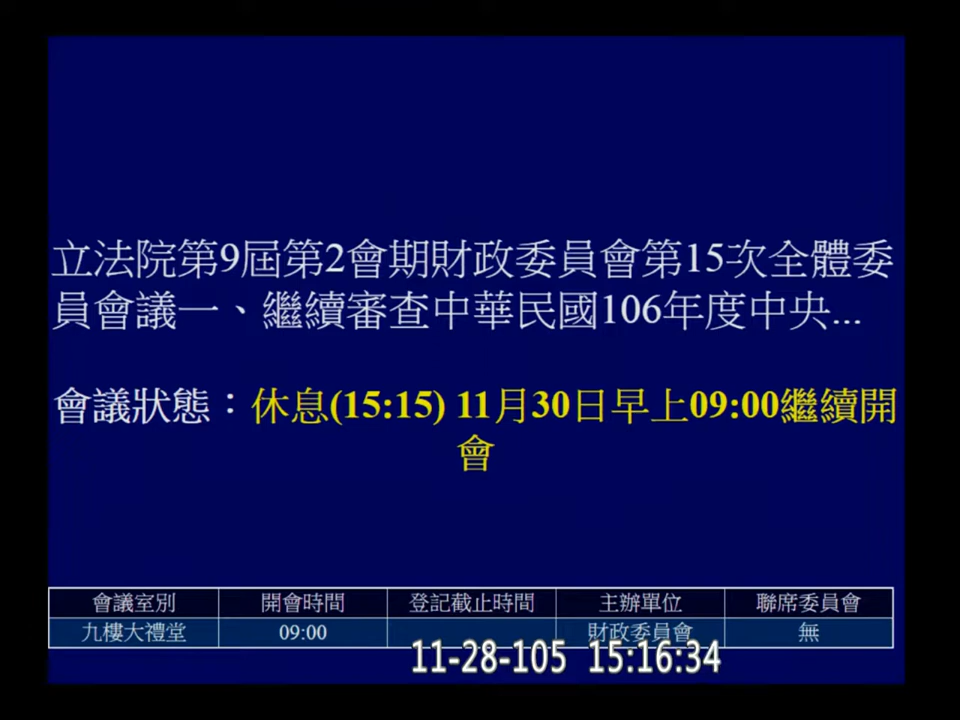 立法院第9屆第2會期財政委員會第15次全體委
員會議一、繼續審查中華民國106年度中央...
會議狀態：休息(15:15) 11月30日早上09:00繼續開
會
會議室別 開會時間 登記截止時間 主辦單位 聯席委員會
九樓大禮堂 09:00 財政委員會 無
11-28-105 15:16:34